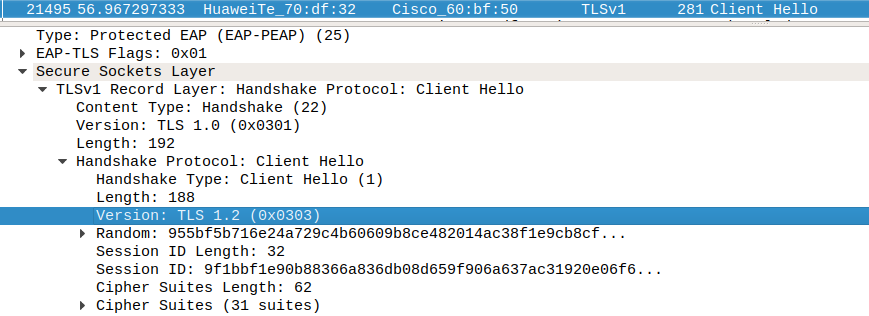 21495 56.967297333 HuaweiTe_70:df:32 Cisco_60:bf:50 TLSv1 281 Client Hello
Type: Protected EAP (EAP-PEAP) (25)
EAP-TLS Flags: 0x01
Secure Sockets Layer
TLSv1 Record Layer: Handshake Protocol: Client Hello
Content Type: Handshake (22)
Version: TLS 1.0 (0x0301)
Length: 192
Handshake Protocol: Client Hello
Handshake Type: Client Hello (1)
Length: 188
Version: TLS 1.2 (0x0303)
Random: 955bf5b716e24a729c4b60609b8ce482014ac38f1e9cb8cf...
Session ID Length: 32
Session ID: 9f1bbf1e90b88366a836db08d659f906a637ac31920e06f6...
Cipher Suites Length: 62
Cipher Suites (31 suites)